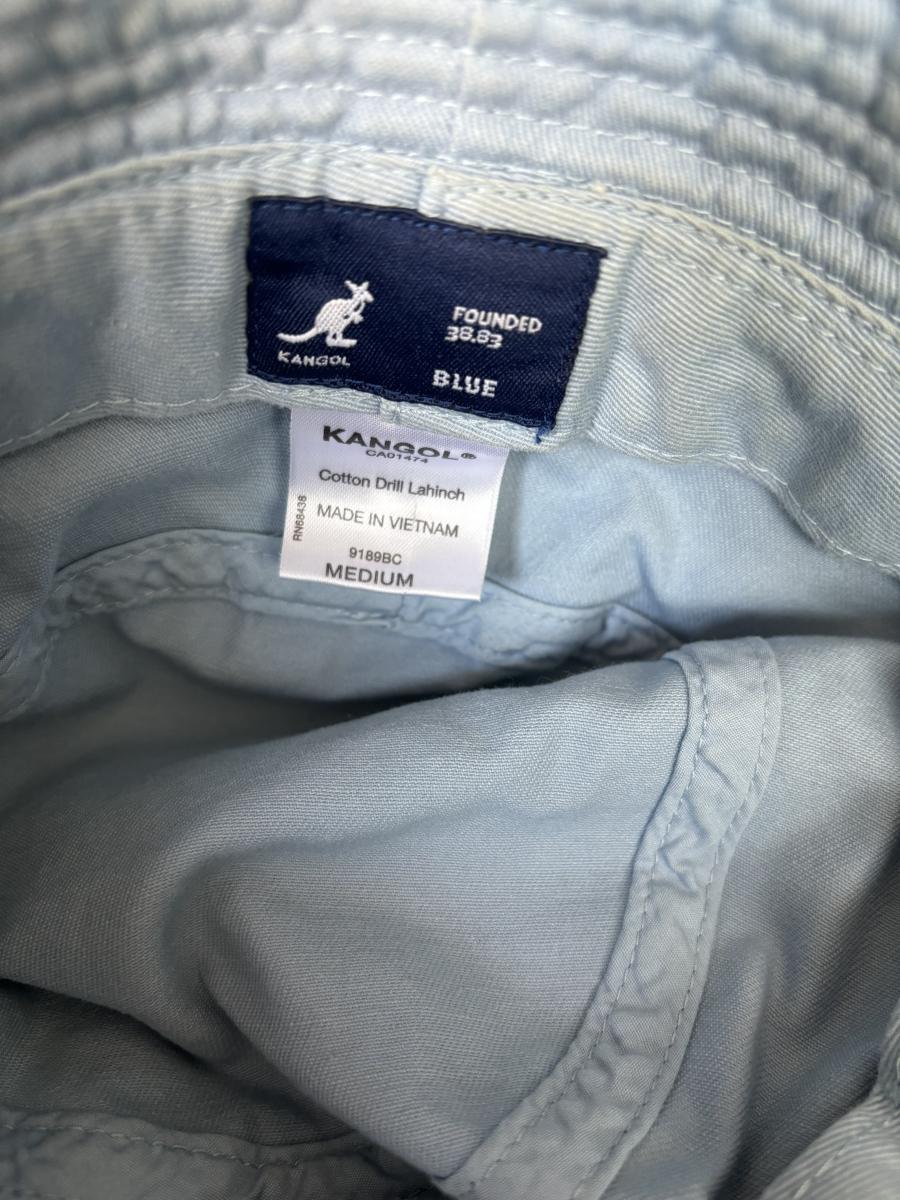 KANGOL
FOUNDED
38.83
BLUE
KANGOL®
CA01474
Cotton Drill Lahinch
MADE IN VIETNAM
RN68438
9189BC
MEDIUM